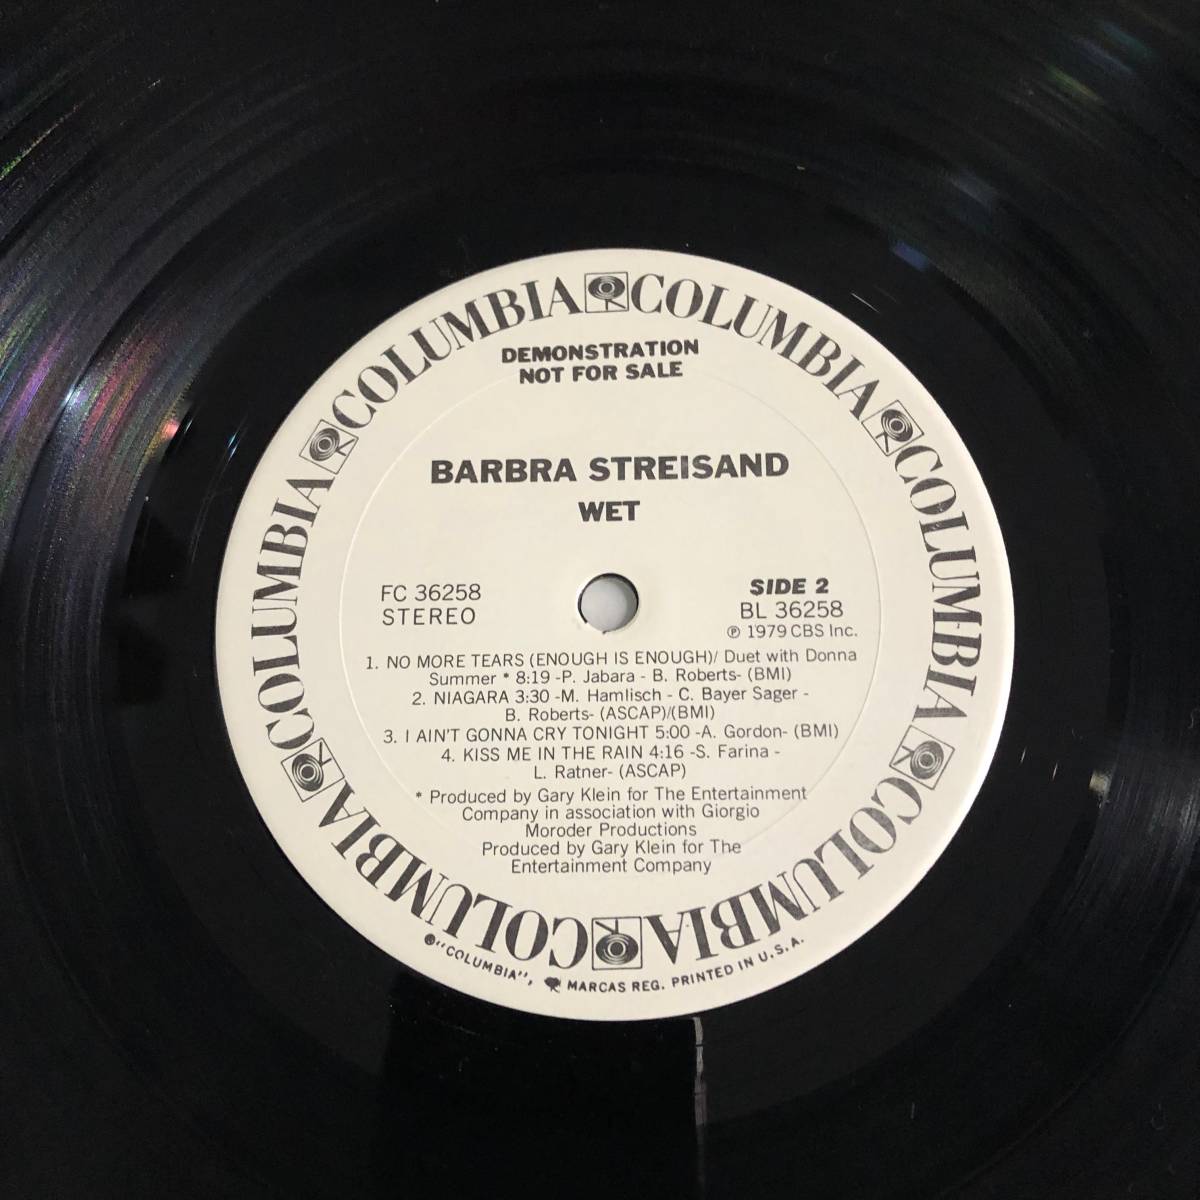 COLUMBIA COLUMBIA COLUMBIA COLUMBIA COLUMBIA COLUMBIA COLUMBIA COLUMBIA
DEMONSTRATION
NOT FOR SALE
BARBRA STREISAND
WET
FC 36258
STEREO
SIDE 2
BL 36258
℗ 1979 CBS Inc.
1. NO MORE TEARS (ENOUGH IS ENOUGH)/ Duet with Donna
Summer * 8:19 -P. Jabara - B. Roberts- (BMI)
2. NIAGARA 3:30 -M. Hamlisch - C. Bayer Sager -
B. Roberts- (ASCAP)/(BMI)
3. I AIN'T GONNA CRY TONIGHT 5:00 -A. Gordon- (BMI)
4. KISS ME IN THE RAIN 4:16 -S. Farina -
L. Ratner- (ASCAP)
* Produced by Gary Klein for The Entertainment
Company in association with Giorgio
Moroder Productions
Produced by Gary Klein for The
Entertainment Company
® "COLUMBIA", MARCAS REG. PRINTED IN U.S.A.